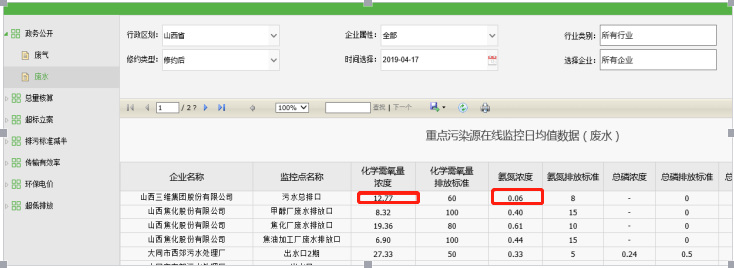 政务公开
废气
废水
总量核算
超标立案
排污标准减半
传输有效率
环保电价
超低排放
行政区划: 山西省 企业属性: 全部 行业类别: 所有行业
修约类型: 修约后 时间选择: 2019-04-17 选择企业: 所有企业
1 / 2 ? 100% 查找 | 下一个
重点污染源在线监控日均值数据（废水）
企业名称 监控点名称 化学需氧量浓度 化学需氧量排放标准 氨氮浓度 氨氮排放标准 总磷浓度 总磷排放标准 总
山西三维集团股份有限公司 污水总排口 12.77 60 0.06 8 - 0
山西焦化股份有限公司 甲醇厂废水排放口 8.32 100 0.40 15 - 0
山西焦化股份有限公司 焦化厂废水排放口 19.36 80 0.61 10 - 0
山西焦化股份有限公司 焦油加工厂废水排放口 6.90 100 0.44 15 - 0
大同市西郊污水处理厂 出水口2期 27.33 50 0.33 5 0.24 0.5